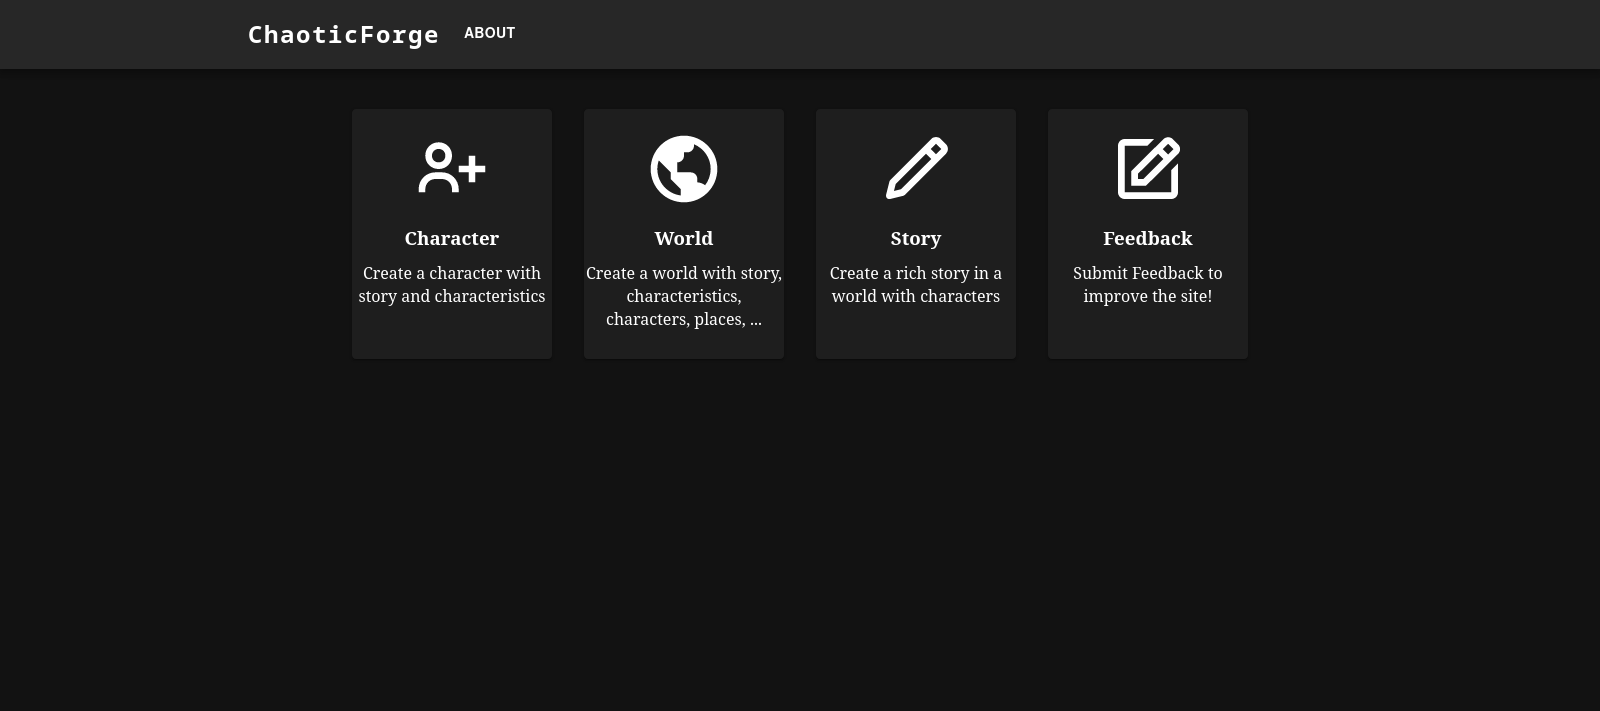 ChaoticForge ABOUT
Character
Create a character with
story and characteristics
World
Create a world with story,
characteristics,
characters, places, ...
Story
Create a rich story in a
world with characters
Feedback
Submit Feedback to
improve the site!